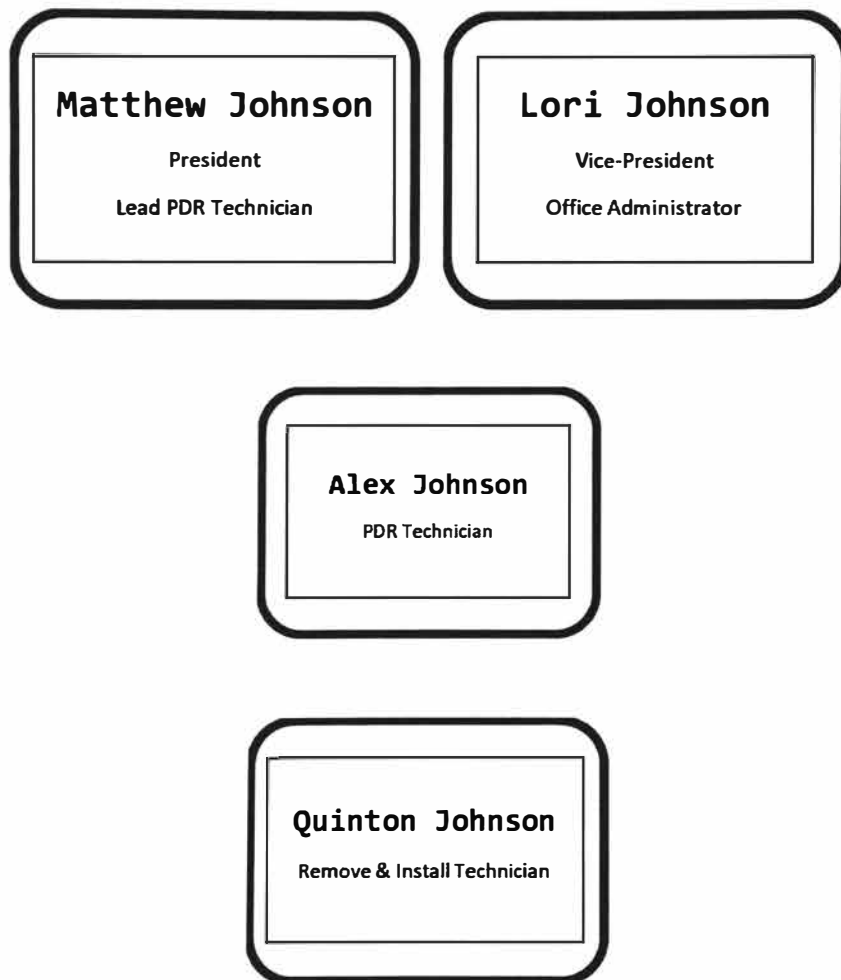 Matthew Johnson
President
Lead PDR Technician
Lori Johnson
Vice-President
Office Administrator
Alex Johnson
PDR Technician
Quinton Johnson
Remove & Install Technician